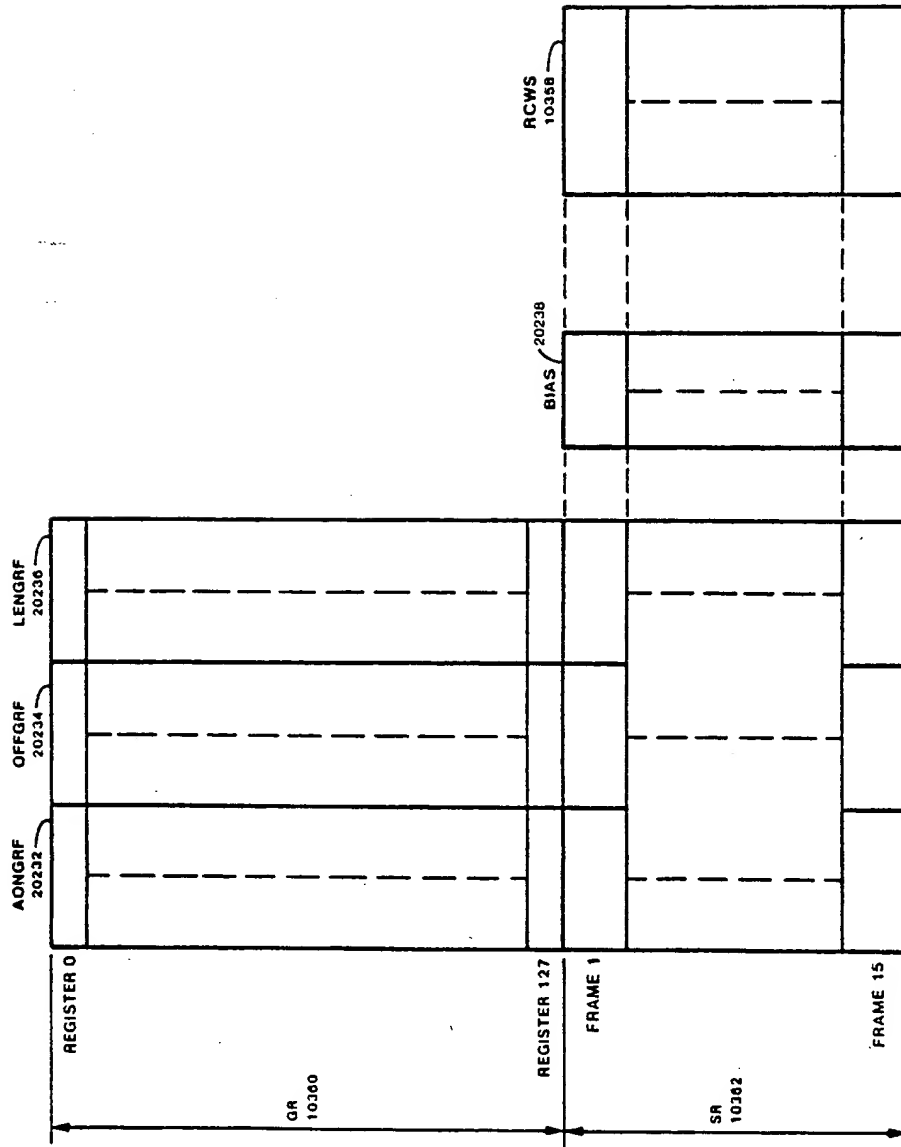 AONGRF
20232
OFFGRF
20234
LENGRF
20236
REGISTER 0
GR
10360
REGISTER 127
BIAS
20238
RCWS
10358
FRAME 1
SR
10362
FRAME 15